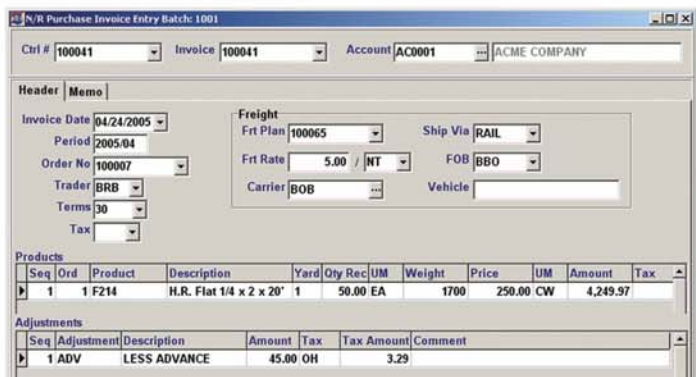 N/R Purchase Invoice Entry Batch: 1001
Ctrl # 100041 Invoice 100041 Account AC0001 ... ACME COMPANY
Header Memo
Invoice Date 04/24/2005
Period 2005/04
Order No 100007
Trader BRB
Terms 30
Tax
Freight
Frt Plan 100065 Ship Via RAIL
Frt Rate 5.00 / NT FOB BBO
Carrier BOB ... Vehicle
Products
Seq Ord Product Description Yard Qty Rec UM Weight Price UM Amount Tax
1 1 F214 H.R. Flat 1/4 x 2 x 20' 1 50.00 EA 1700 250.00 CW 4,249.97
Adjustments
Seq Adjustment Description Amount Tax Tax Amount Comment
1 ADV LESS ADVANCE 45.00 OH 3.29